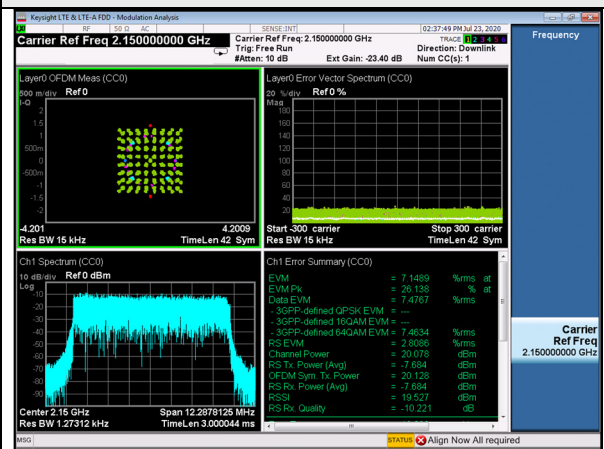 Keysight LTE & LTE-A FDD - Modulation Analysis
RF 50 Ω AC SENSE:INT 02:37:49 PM Jul 23, 2020
Carrier Ref Freq 2.150000000 GHz
Carrier Ref Freq: 2.150000000 GHz
Trig: Free Run
#Atten: 10 dB Ext Gain: -23.40 dB
TRACE 1 2 3 4 5 6
Direction: Downlink
Num CC(s): 1
Frequency
Layer0 OFDM Meas (CC0)
500 m/div Ref 0
I-Q
2
1.5
1
500m
0
-500m
-1
-1.5
-2
-4.201 4.2009
Res BW 15 kHz TimeLen 42 Sym
Layer0 Error Vector Spectrum (CC0)
20 %/div Ref 0 %
Mag
180
160
140
120
100
80
60
40
20
Start -300 carrier Stop 300 carrier
Res BW 15 kHz TimeLen 42 Sym
Ch1 Spectrum (CC0)
10 dB/div Ref 0 dBm
Log
-10
-20
-30
-40
-50
-60
-70
-80
-90
Center 2.15 GHz Span 12.2878125 MHz
Res BW 1.27312 kHz TimeLen 3.000044 ms
Ch1 Error Summary (CC0)
EVM = 7.1489 %rms at
EVM Pk = 26.138 % at
Data EVM = 7.4767 %rms
- 3GPP-defined QPSK EVM = ---
- 3GPP-defined 16QAM EVM = ---
- 3GPP-defined 64QAM EVM = 7.4634 %rms
RS EVM = 2.8086 %rms
Channel Power = 20.078 dBm
RS Tx. Power (Avg) = -7.684 dBm
OFDM Sym. Tx. Power = 20.128 dBm
RS Rx. Power (Avg) = -7.684 dBm
RSSI = 19.527 dBm
RS Rx. Quality = -10.221 dB
Carrier
Ref Freq
2.150000000 GHz
MSG STATUS Align Now All required